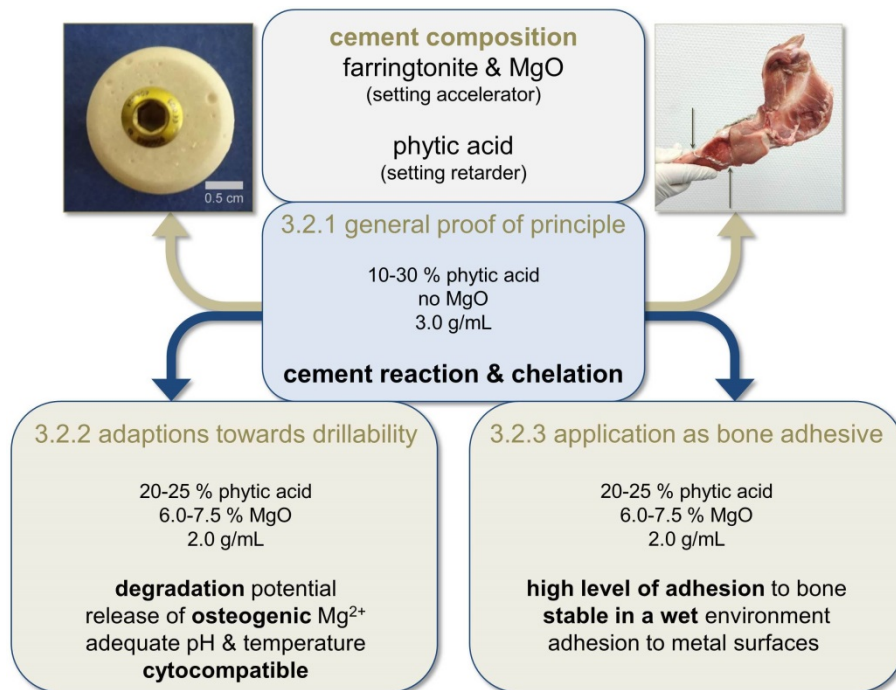 cement composition
farringtonite & MgO
(setting accelerator)
phytic acid
(setting retarder)
0.5 cm
3.2.1 general proof of principle
10-30 % phytic acid
no MgO
3.0 g/mL
cement reaction & chelation
3.2.2 adaptions towards drillability
20-25 % phytic acid
6.0-7.5 % MgO
2.0 g/mL
degradation potential
release of osteogenic Mg²⁺
adequate pH & temperature
cytocompatible
3.2.3 application as bone adhesive
20-25 % phytic acid
6.0-7.5 % MgO
2.0 g/mL
high level of adhesion to bone
stable in a wet environment
adhesion to metal surfaces